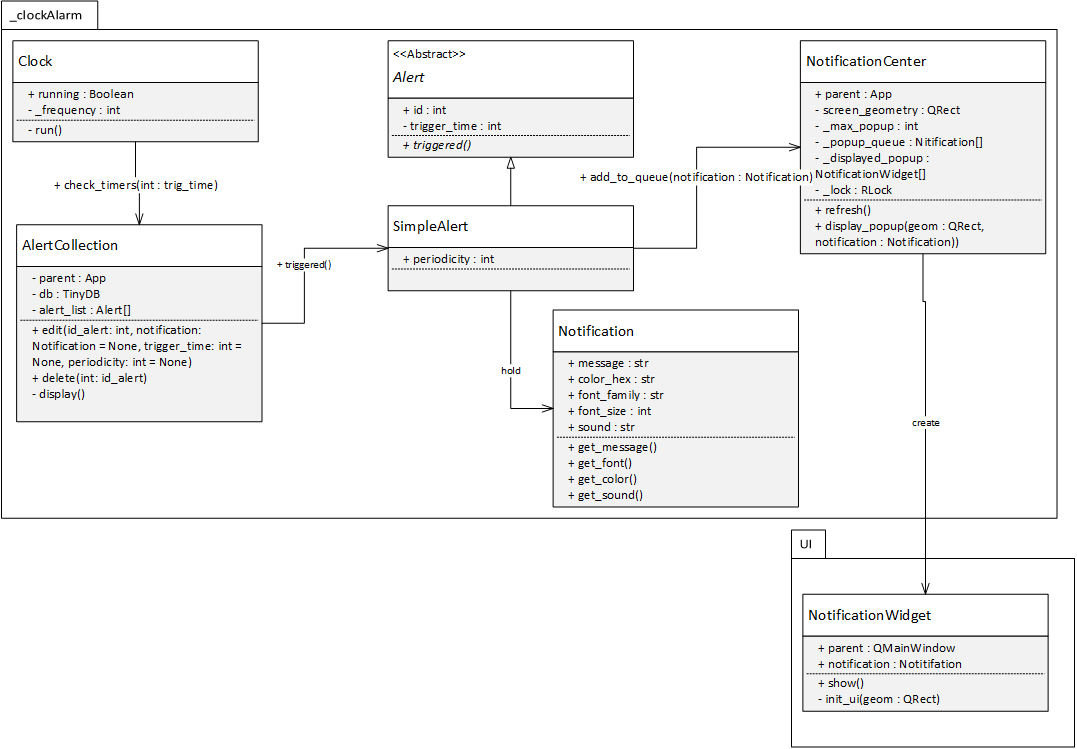 _clockAlarm
Clock
+ running : Boolean
- _frequency : int
- run()
+ check_timers(int : trig_time)
AlertCollection
- parent : App
- db : TinyDB
- alert_list : Alert[]
+ edit(id_alert: int, notification:
Notification = None, trigger_time: int =
None, periodicity: int = None)
+ delete(int: id_alert)
- display()
+ triggered()
<<Abstract>>
Alert
+ id : int
- trigger_time : int
+ triggered()
SimpleAlert
+ periodicity : int
hold
+ add_to_queue(notification : Notification)
Notification
+ message : str
+ color_hex : str
+ font_family : str
+ font_size : int
+ sound : str
+ get_message()
+ get_font()
+ get_color()
+ get_sound()
NotificationCenter
+ parent : App
- screen_geometry : QRect
- _max_popup : int
- _popup_queue : Nitification[]
- _displayed_popup :
NotificationWidget[]
- _lock : RLock
+ refresh()
+ display_popup(geom : QRect,
notification : Notification))
create
UI
NotificationWidget
+ parent : QMainWindow
+ notification : Notitifation
+ show()
- init_ui(geom : QRect)